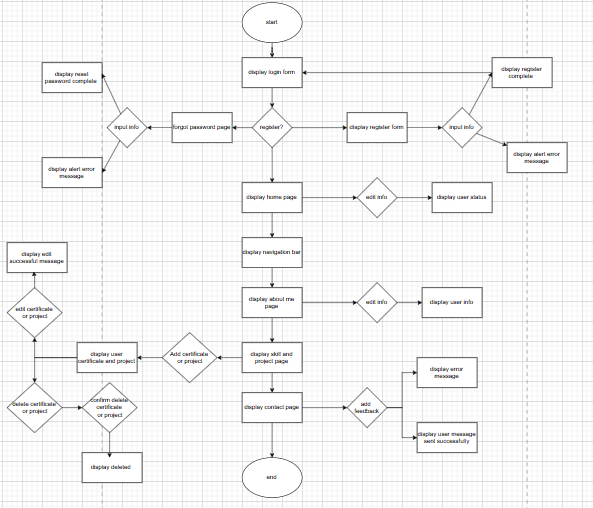 start
display login form
display register
complete
display reset
password complete
input info
forgot password page
register?
display register form
input info
display alert error
message
display alert error
message
display home page
edit info
display user status
display navigation bar
display edit
successful message
display about me
page
edit info
display user info
edit certificate
or project
display user
certificate and project
Add certificate
or project
display skill and
project page
display error
message
delete certificate
or project
confirm delete
certificate
or project
display contact page
add
feedback
display user message
sent successfully
display deleted
end